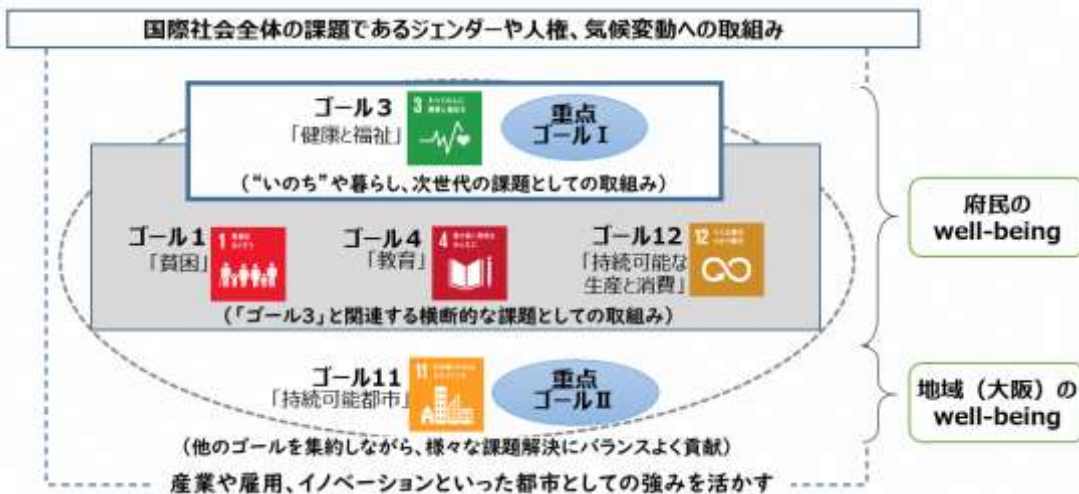 国際社会全体の課題であるジェンダーや人権、気候変動への取組み
ゴール3
「健康と福祉」
3
重点
ゴールⅠ
（“いのち”や暮らし、次世代の課題としての取組み）
ゴール1
「貧困」
1
ゴール4
「教育」
4
ゴール12
「持続可能な
生産と消費」
12
（「ゴール3」と関連する横断的な課題としての取組み）
府民の
well-being
ゴール11
「持続可能都市」
11
重点
ゴールⅡ
地域（大阪）の
well-being
（他のゴールを集約しながら、様々な課題解決にバランスよく貢献）
産業や雇用、イノベーションといった都市としての強みを活かす